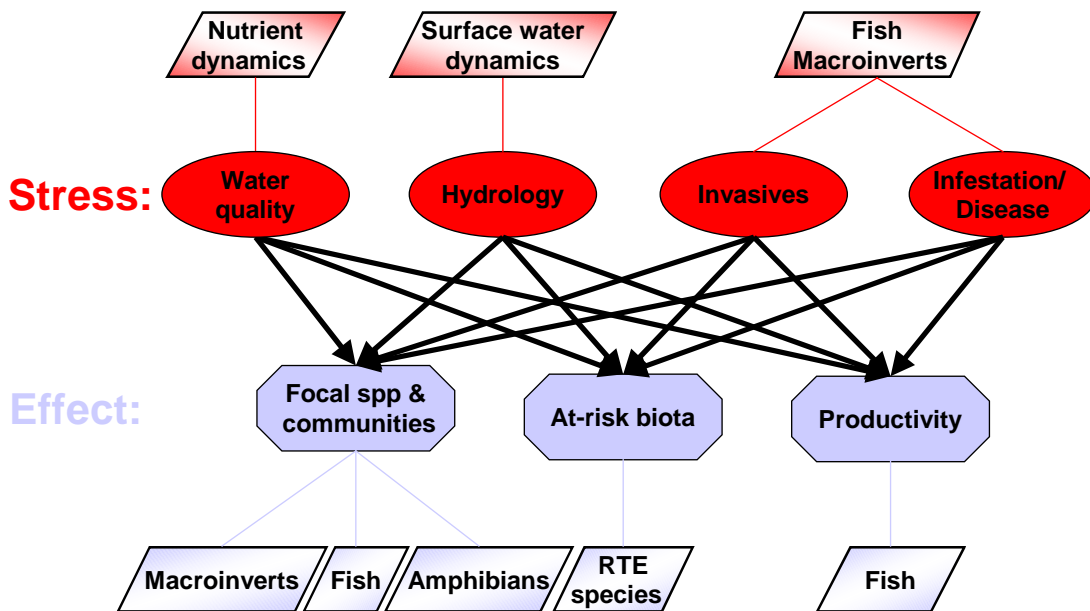 Nutrient
dynamics
Surface water
dynamics
Fish
Macroinverts
Stress:
Water
quality
Hydrology
Invasives
Infestation/
Disease
Effect:
Focal spp &
communities
At-risk biota
Productivity
Macroinverts
Fish
Amphibians
RTE
species
Fish